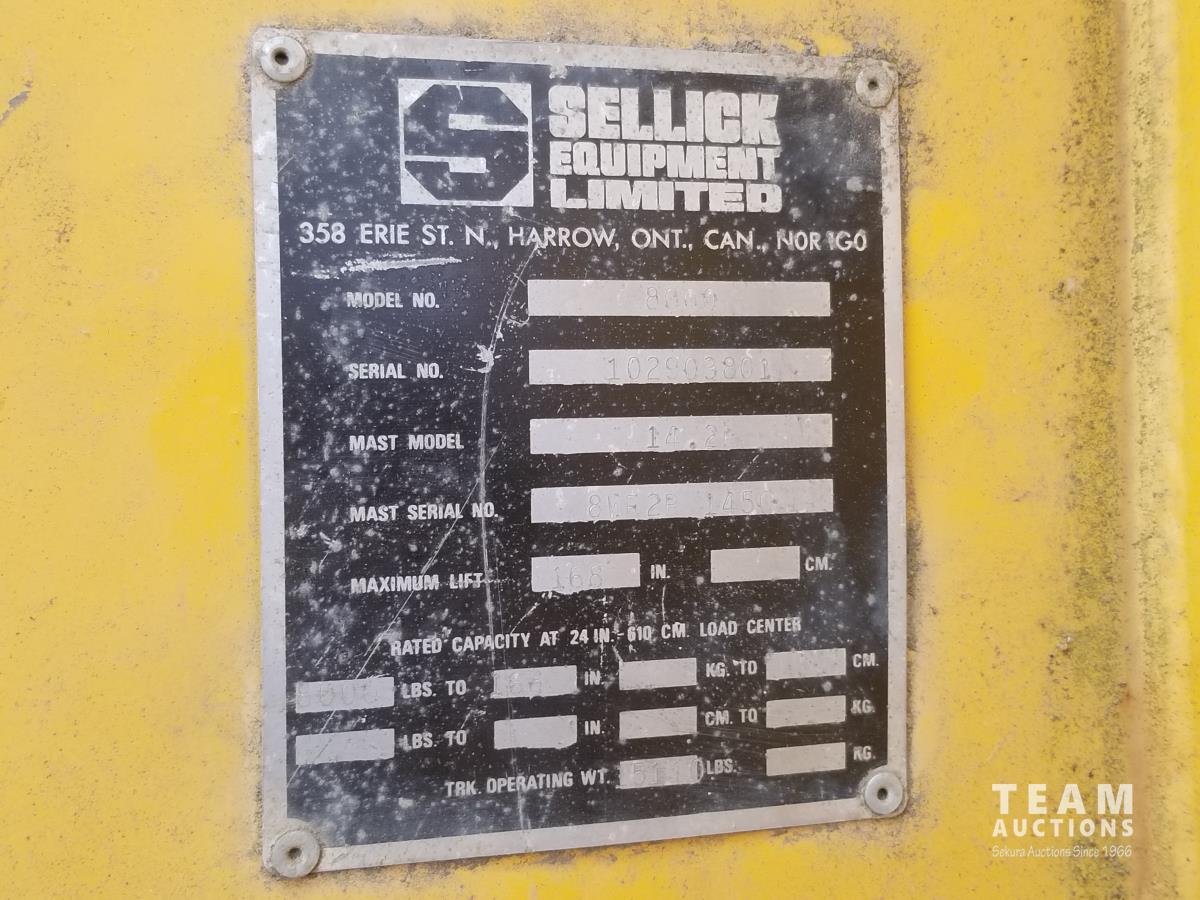 S
SELLICK
EQUIPMENT
LIMITED
358 ERIE ST. N., HARROW, ONT., CAN., N0R 1G0
MODEL NO. 8000
SERIAL NO. 102903801
MAST MODEL
MAST SERIAL NO.
MAXIMUM LIFT 168 IN. CM.
RATED CAPACITY AT 24 IN.-610 CM. LOAD CENTER
LBS. TO IN. KG. TO CM.
LBS. TO IN. CM. TO KG.
TRK. OPERATING WT. LBS. KG.
TEAM
AUCTIONS
Sekura Auctions Since 1966